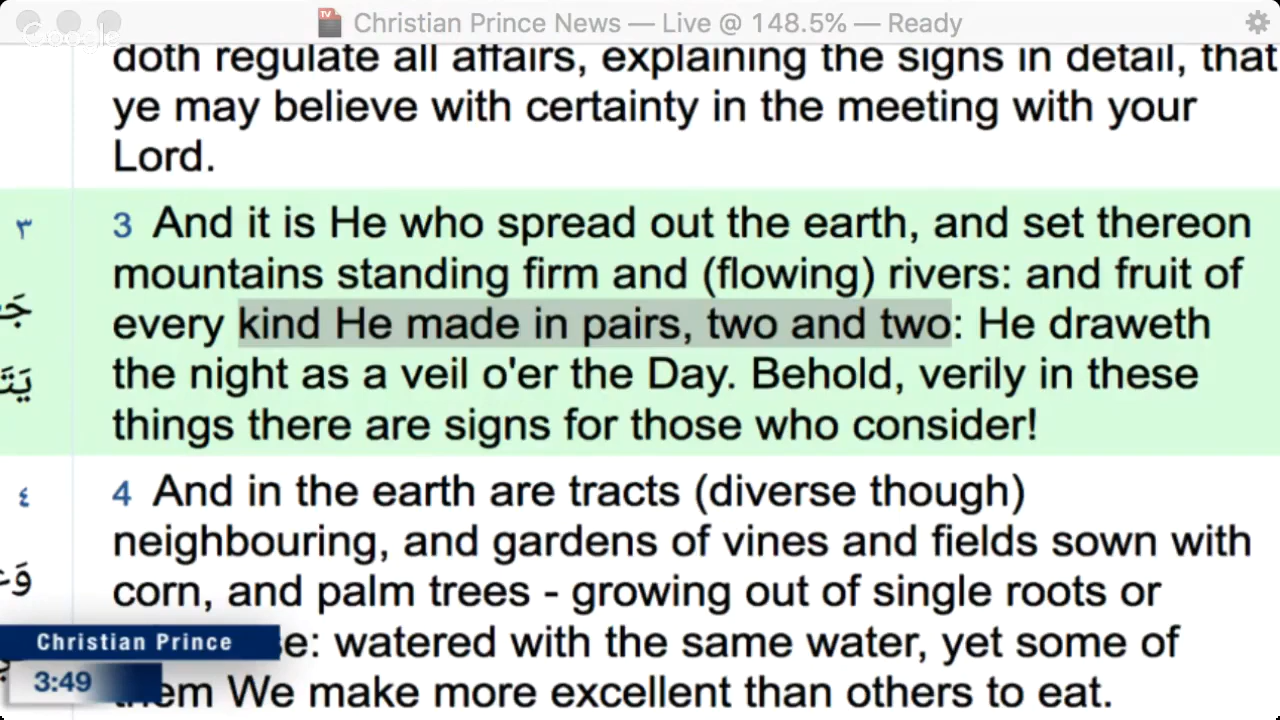 TV Christian Prince News — Live @ 148.5% — Ready
Google
doth regulate all affairs, explaining the signs in detail, that
ye may believe with certainty in the meeting with your
Lord.
٣
3 And it is He who spread out the earth, and set thereon
mountains standing firm and (flowing) rivers: and fruit of
every kind He made in pairs, two and two: He draweth
the night as a veil o'er the Day. Behold, verily in these
things there are signs for those who consider!
٤
4 And in the earth are tracts (diverse though)
neighbouring, and gardens of vines and fields sown with
corn, and palm trees - growing out of single roots or
Christian Prince
: watered with the same water, yet some of
3:49
We make more excellent than others to eat.